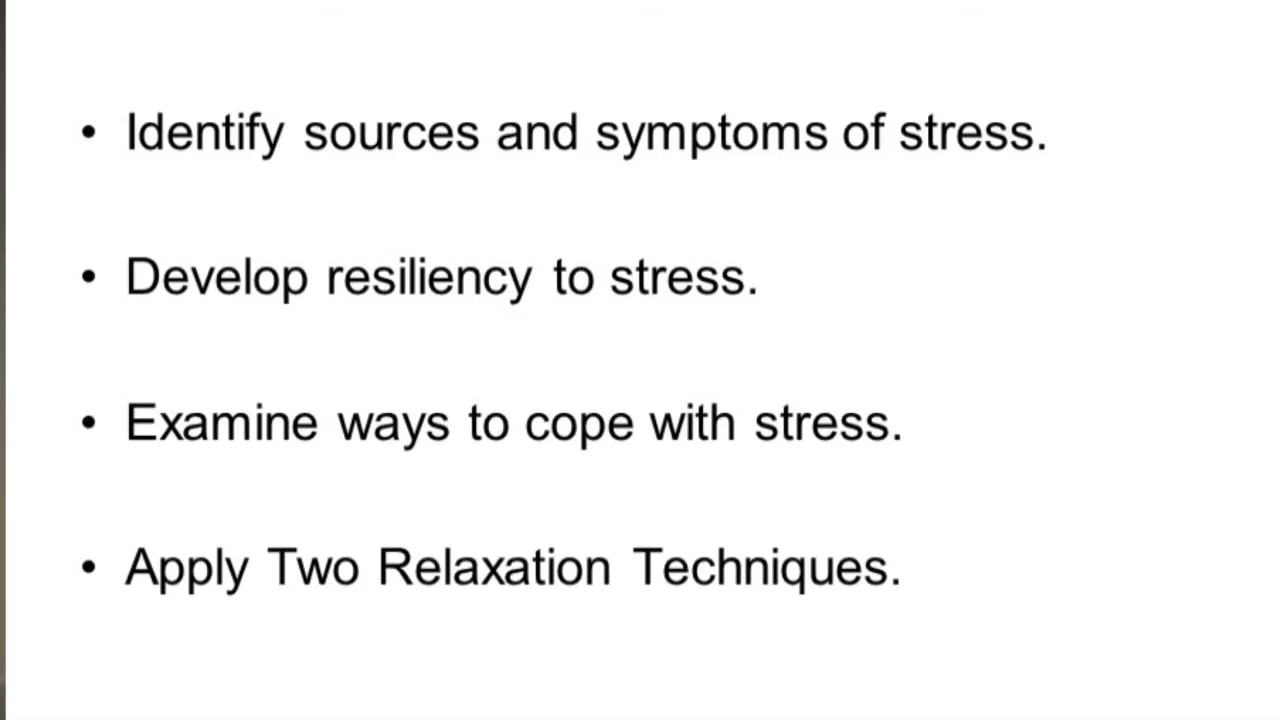 • Identify sources and symptoms of stress.
• Develop resiliency to stress.
• Examine ways to cope with stress.
• Apply Two Relaxation Techniques.